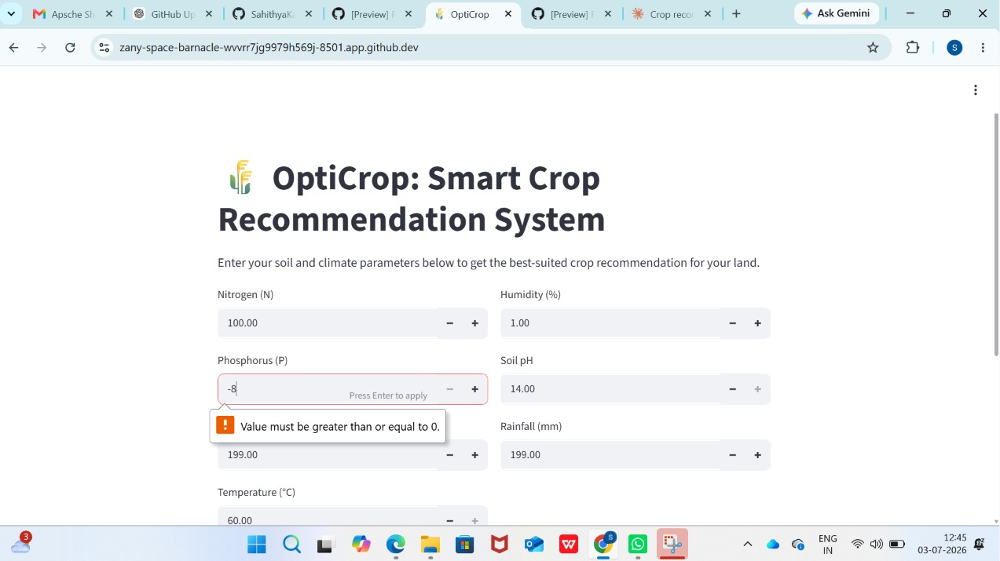 Apsche Sh
GitHub Up
SahithyaKa
[Preview] F
OptiCrop
[Preview] F
Crop reco
Ask Gemini
zany-space-barnacle-wvvrr7jg9979h569j-8501.app.github.dev
S
OptiCrop: Smart Crop
Recommendation System
Enter your soil and climate parameters below to get the best-suited crop recommendation for your land.
Nitrogen (N)
100.00
Humidity (%)
1.00
Phosphorus (P)
-8
Press Enter to apply
Soil pH
14.00
Value must be greater than or equal to 0.
199.00
Rainfall (mm)
199.00
Temperature (°C)
60.00
3
S
ENG
IN
12:45
03-07-2026